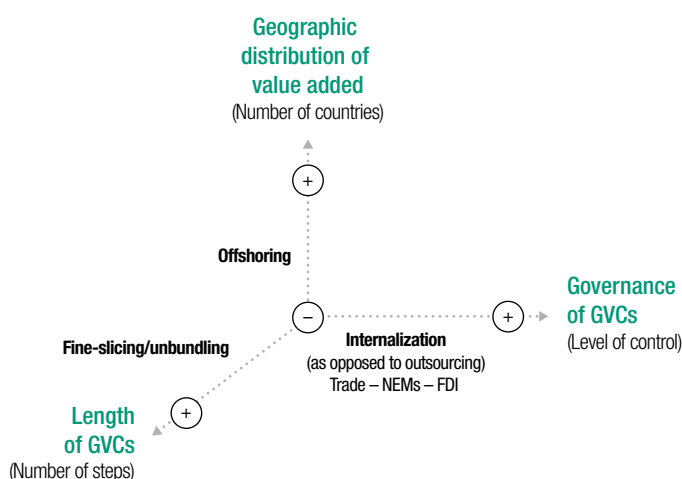 Geographic
distribution of
value added
(Number of countries)
+
Offshoring
−
+
Governance
of GVCs
(Level of control)
Internalization
(as opposed to outsourcing)
Trade – NEMs – FDI
Fine-slicing/unbundling
+
Length
of GVCs
(Number of steps)